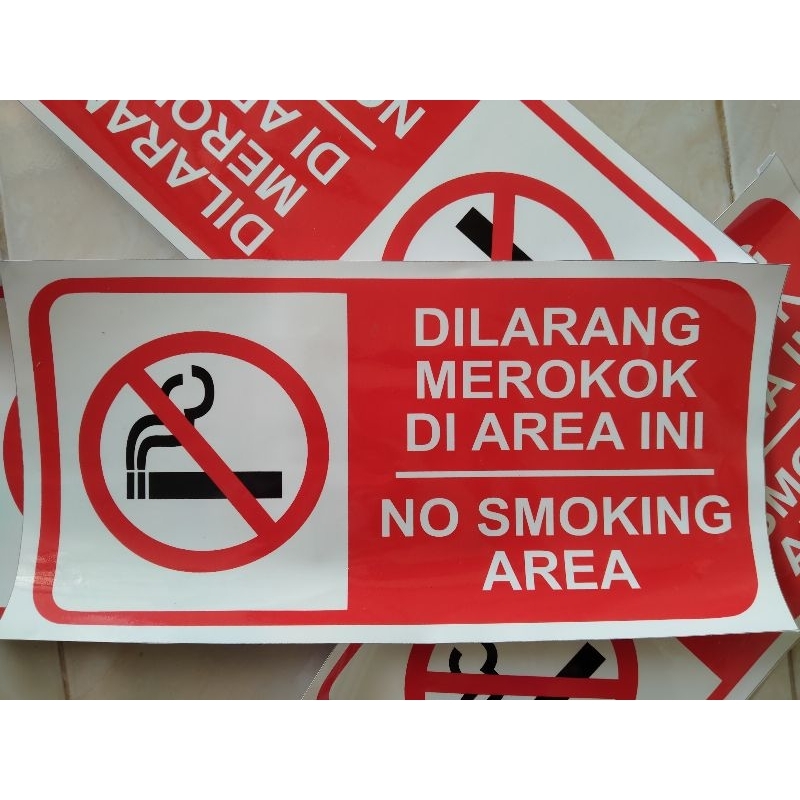 DILARANG
MEROKOK
DI AREA INI
NO SMOKING
AREA